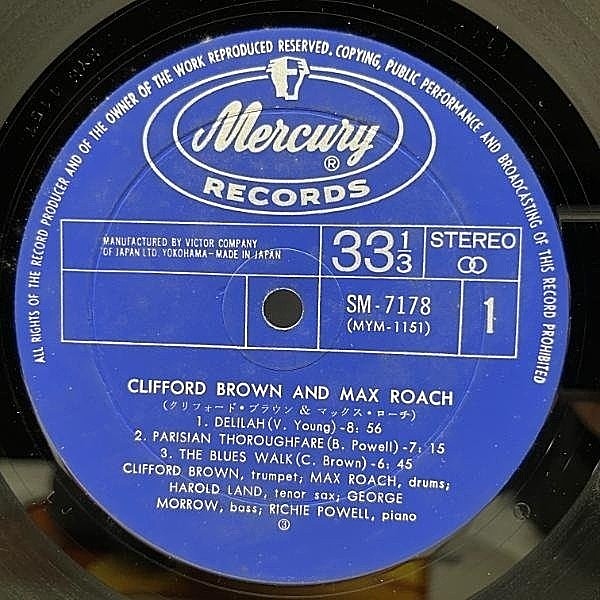 ALL RIGHTS OF THE RECORD PRODUCER AND OF THE OWNER OF THE WORK REPRODUCED RESERVED. COPYING, PUBLIC PERFORMANCE AND BROADCASTING OF THIS RECORD PROHIBITED
Mercury
®
RECORDS
MANUFACTURED BY VICTOR COMPANY
OF JAPAN LTD. YOKOHAMA-MADE IN JAPAN
33 1/3
STEREO
SM-7178
(MYM-1151)
1
CLIFFORD BROWN AND MAX ROACH
(クリフォード・ブラウン & マックス・ローチ)
1. DELILAH (V. Young)-8:56
2. PARISIAN THOROUGHFARE (B. Powell)-7:15
3. THE BLUES WALK (C. Brown)-6:45
CLIFFORD BROWN, trumpet; MAX ROACH, drums;
HAROLD LAND, tenor sax; GEORGE
MORROW, bass; RICHIE POWELL, piano
③